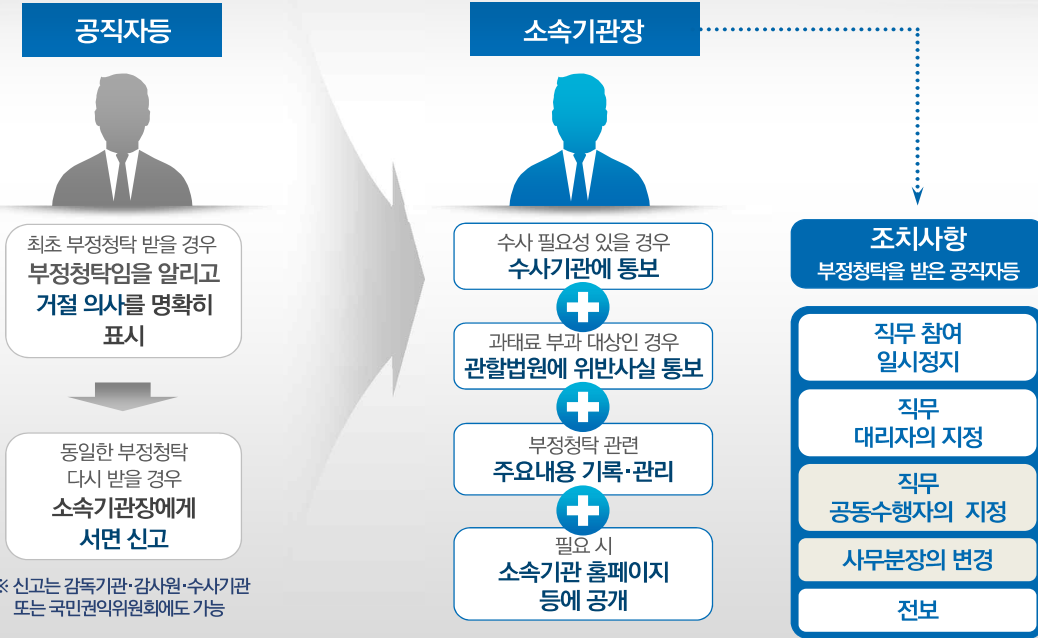 공직자등
최초 부정청탁 받을 경우
부정청탁임을 알리고
거절 의사를 명확히
표시
동일한 부정청탁
다시 받을 경우
소속기관장에게
서면 신고
※ 신고는 감독기관·감사원·수사기관
또는 국민권익위원회에도 가능
소속기관장
수사 필요성 있을 경우
수사기관에 통보
과태료 부과 대상인 경우
관할법원에 위반사실 통보
부정청탁 관련
주요내용 기록·관리
필요 시
소속기관 홈페이지
등에 공개
조치사항
부정청탁을 받은 공직자등
직무 참여
일시정지
직무
대리자의 지정
직무
공동수행자의 지정
사무분장의 변경
전보